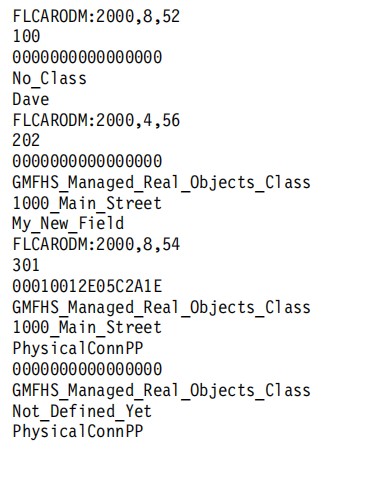 FLCARODM:2000,8,52
100
0000000000000000
No_Class
Dave
FLCARODM:2000,4,56
202
0000000000000000
GMFHS_Managed_Real_Objects_Class
1000_Main_Street
My_New_Field
FLCARODM:2000,8,54
301
00010012E05C2A1E
GMFHS_Managed_Real_Objects_Class
1000_Main_Street
PhysicalConnPP
0000000000000000
GMFHS_Managed_Real_Objects_Class
Not_Defined_Yet
PhysicalConnPP